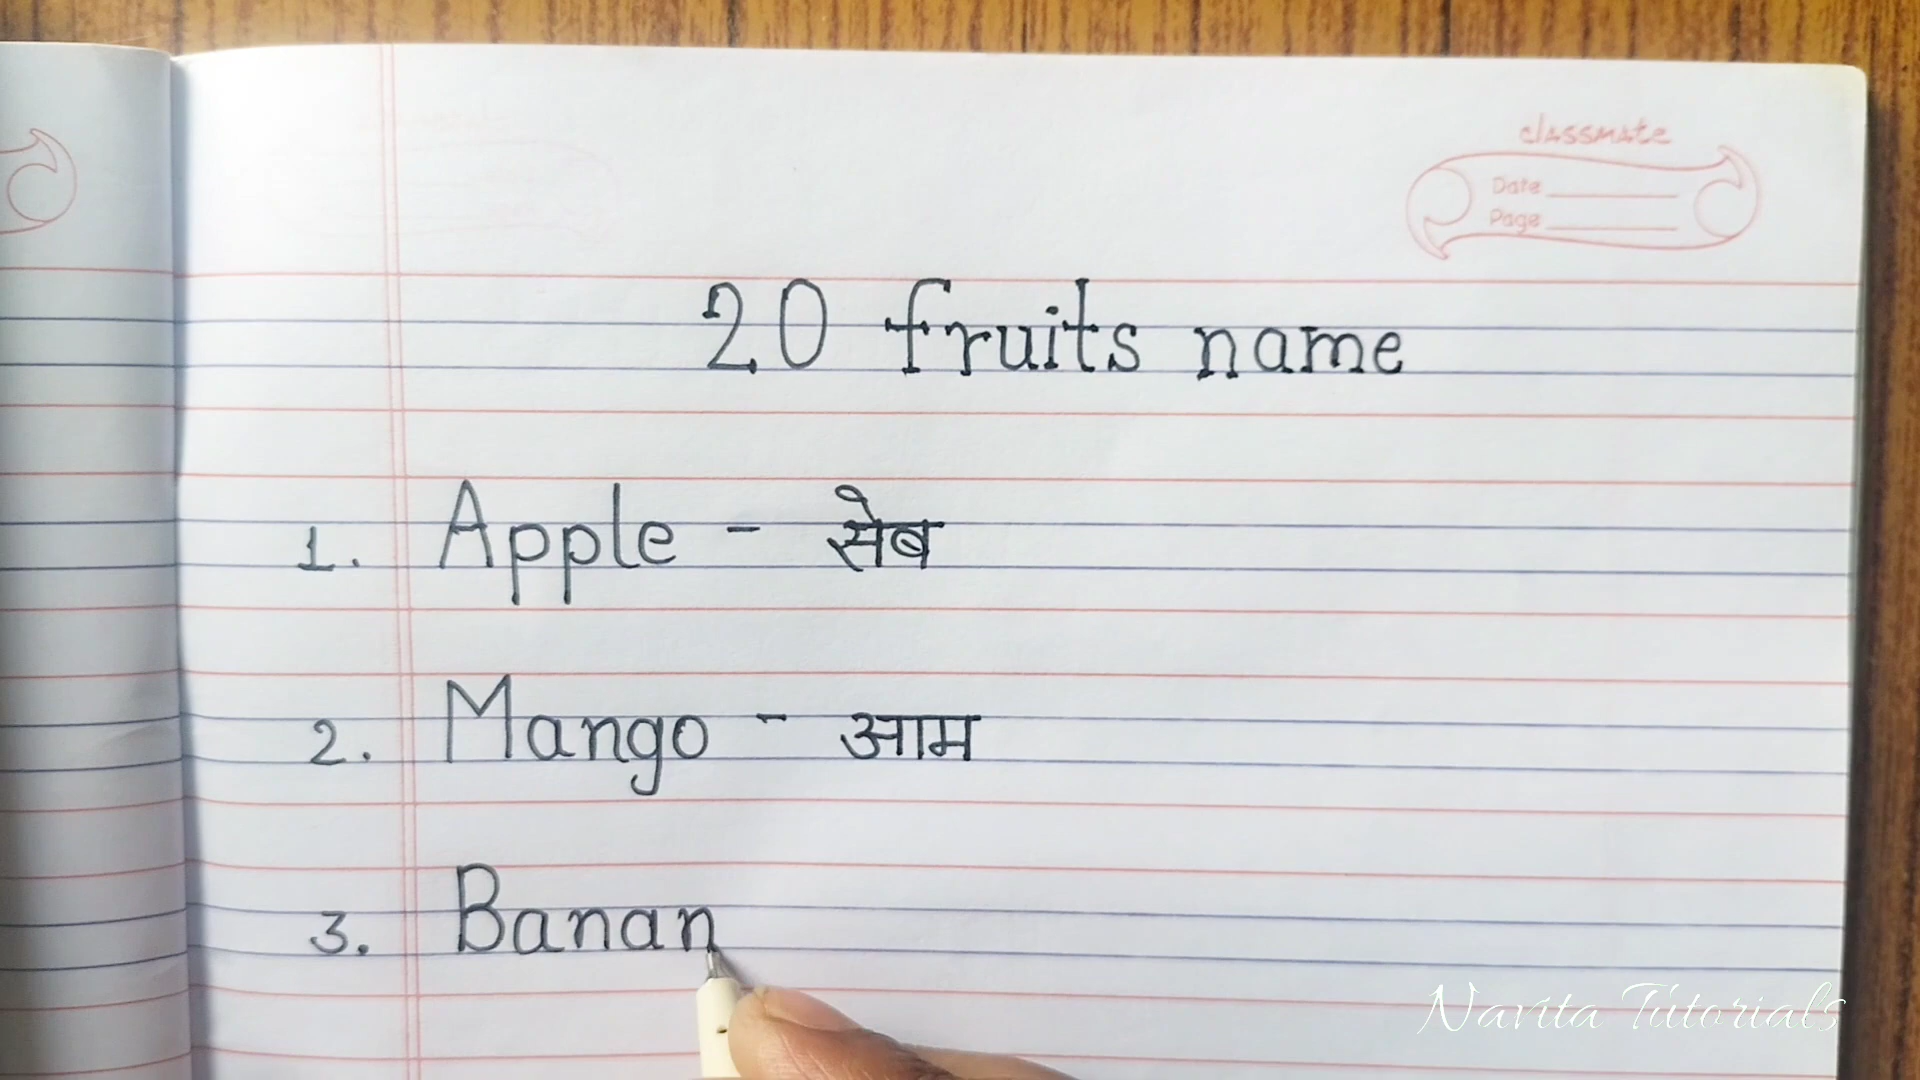 classmate
Date
Page
20 fruits name
1. Apple - सेब
2. Mango - आम
3. Banan
Navita Tutorials